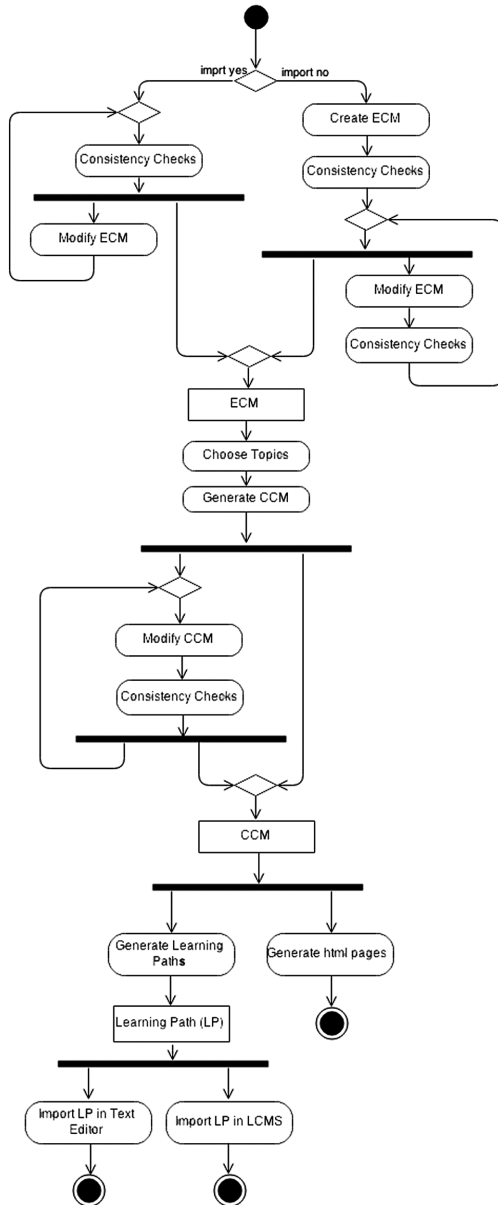 imprt yes
import no
Create ECM
Consistency Checks
Consistency Checks
Modify ECM
Modify ECM
Consistency Checks
ECM
Choose Topics
Generate CCM
Modify CCM
Consistency Checks
CCM
Generate Learning
Paths
Generate html pages
Learning Path (LP)
Import LP in Text
Editor
Import LP in LCMS